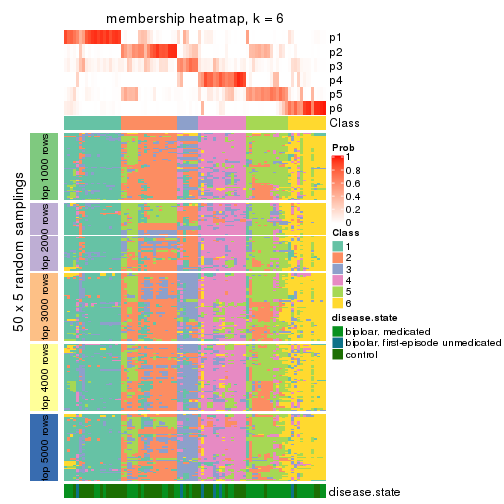 membership heatmap, k = 6
p1
p2
p3
p4
p5
p6
Class
50 x 5 random samplings
top 1000 rows
top 2000 rows
top 3000 rows
top 4000 rows
top 5000 rows
Prob
1
0.8
0.6
0.4
0.2
0
Class
1
2
3
4
5
6
disease.state
biploar. medicated
bipolar, first-episode unmedicated
control
disease.state